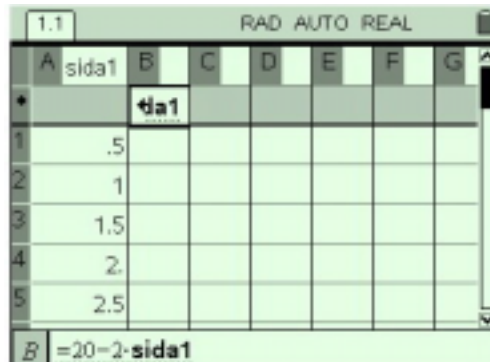 1.1 RAD AUTO REAL
A sida1 B C D E F G
◆ da1
1 .5
2 1
3 1.5
4 2.
5 2.5
B =20-2·sida1